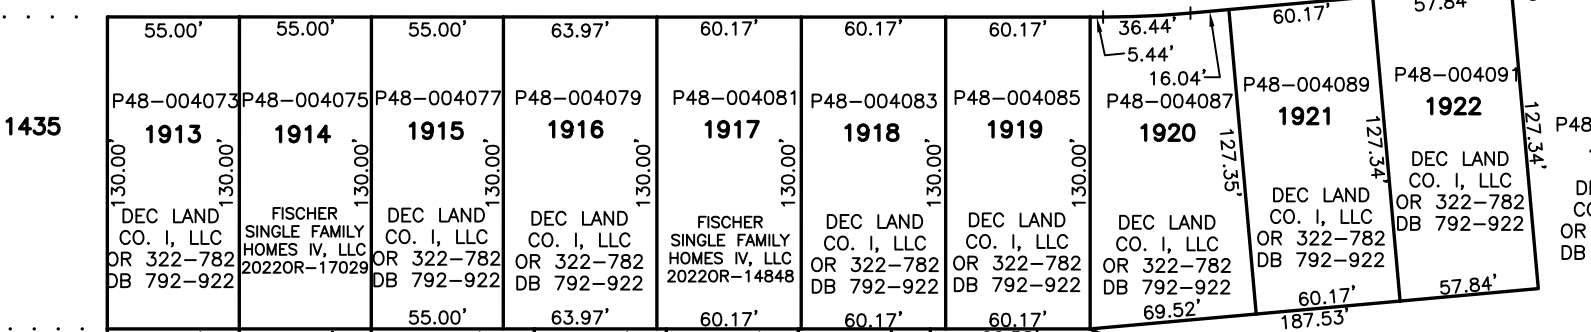 1435
55.00'
P48-004073
1913
130.00'
130.00'
DEC LAND
CO. I, LLC
OR 322-782
DB 792-922
55.00'
P48-004075
1914
130.00'
FISCHER
SINGLE FAMILY
HOMES IV, LLC
2022OR-17029
55.00'
P48-004077
1915
130.00'
DEC LAND
CO. I, LLC
OR 322-782
DB 792-922
55.00'
63.97'
P48-004079
1916
130.00'
DEC LAND
CO. I, LLC
OR 322-782
DB 792-922
63.97'
60.17'
P48-004081
1917
130.00'
FISCHER
SINGLE FAMILY
HOMES IV, LLC
2022OR-14848
60.17'
60.17'
P48-004083
1918
130.00'
DEC LAND
CO. I, LLC
OR 322-782
DB 792-922
60.17'
60.17'
P48-004085
1919
130.00'
DEC LAND
CO. I, LLC
OR 322-782
DB 792-922
60.17'
36.44'
5.44'
16.04'
P48-004087
1920
127.35'
DEC LAND
CO. I, LLC
OR 322-782
DB 792-922
69.52'
60.17'
P48-004089
1921
127.34'
DEC LAND
CO. I, LLC
OR 322-782
DB 792-922
60.17'
187.53'
57.84'
P48-004091
1922
127.34'
DEC LAND
CO. I, LLC
OR 322-782
DB 792-922
57.84'
P48
OR
DB